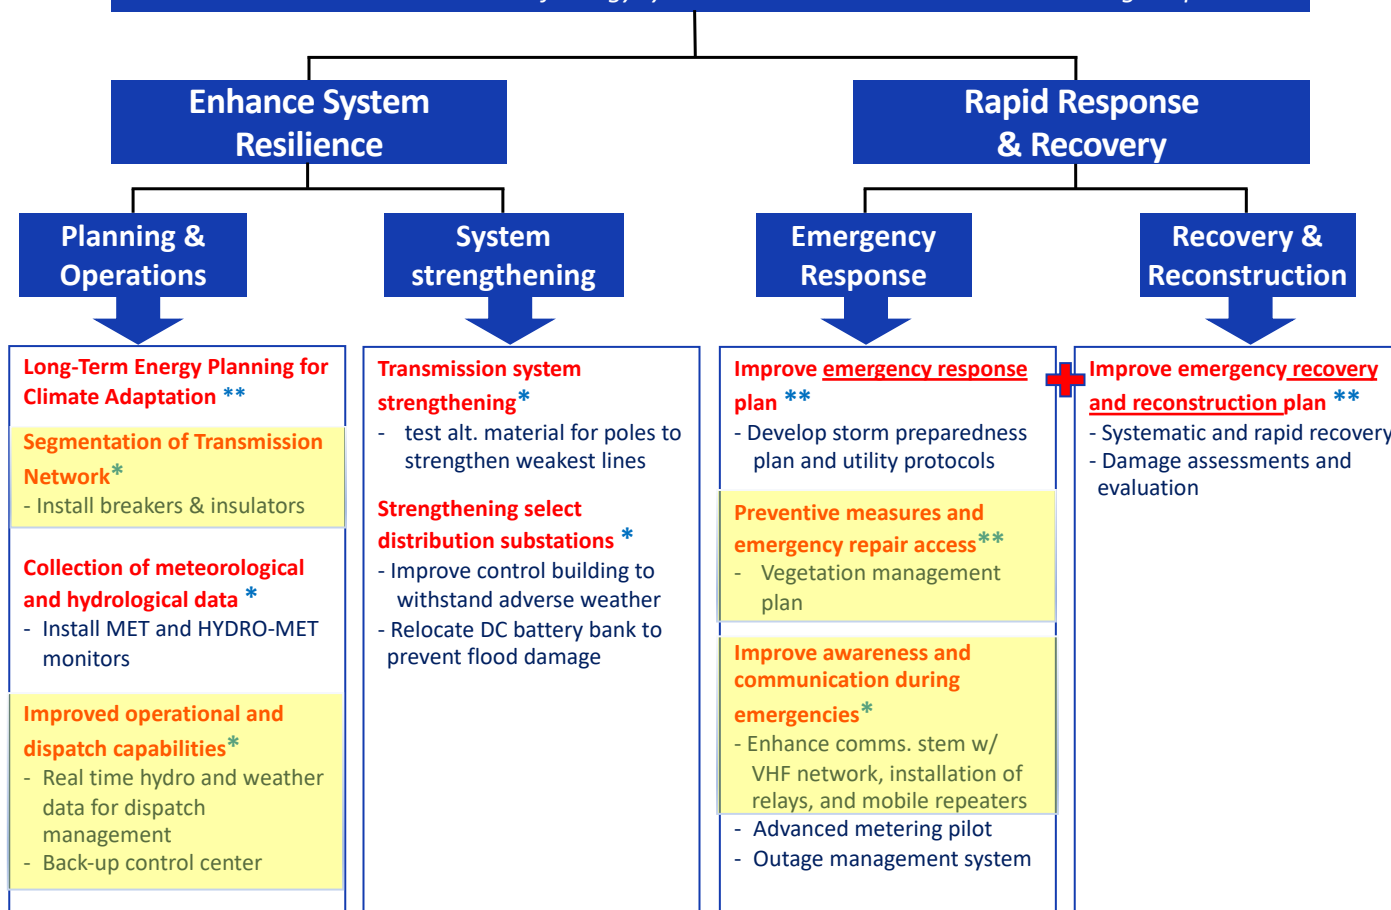 Enhance System
Resilience
Rapid Response
& Recovery
Planning &
Operations
System
strengthening
Emergency
Response
Recovery &
Reconstruction
Long-Term Energy Planning for
Climate Adaptation **
Segmentation of Transmission
Network*
- Install breakers & insulators
Collection of meteorological
and hydrological data *
- Install MET and HYDRO-MET
monitors
Improved operational and
dispatch capabilities*
- Real time hydro and weather
data for dispatch
management
- Back-up control center
Transmission system
strengthening*
- test alt. material for poles to
strengthen weakest lines
Strengthening select
distribution substations *
- Improve control building to
withstand adverse weather
- Relocate DC battery bank to
prevent flood damage
Improve emergency response
plan **
- Develop storm preparedness
plan and utility protocols
Preventive measures and
emergency repair access**
- Vegetation management
plan
Improve awareness and
communication during
emergencies*
- Enhance comms. stem w/
VHF network, installation of
relays, and mobile repeaters
- Advanced metering pilot
- Outage management system
Improve emergency recovery
and reconstruction plan **
- Systematic and rapid recovery
- Damage assessments and
evaluation